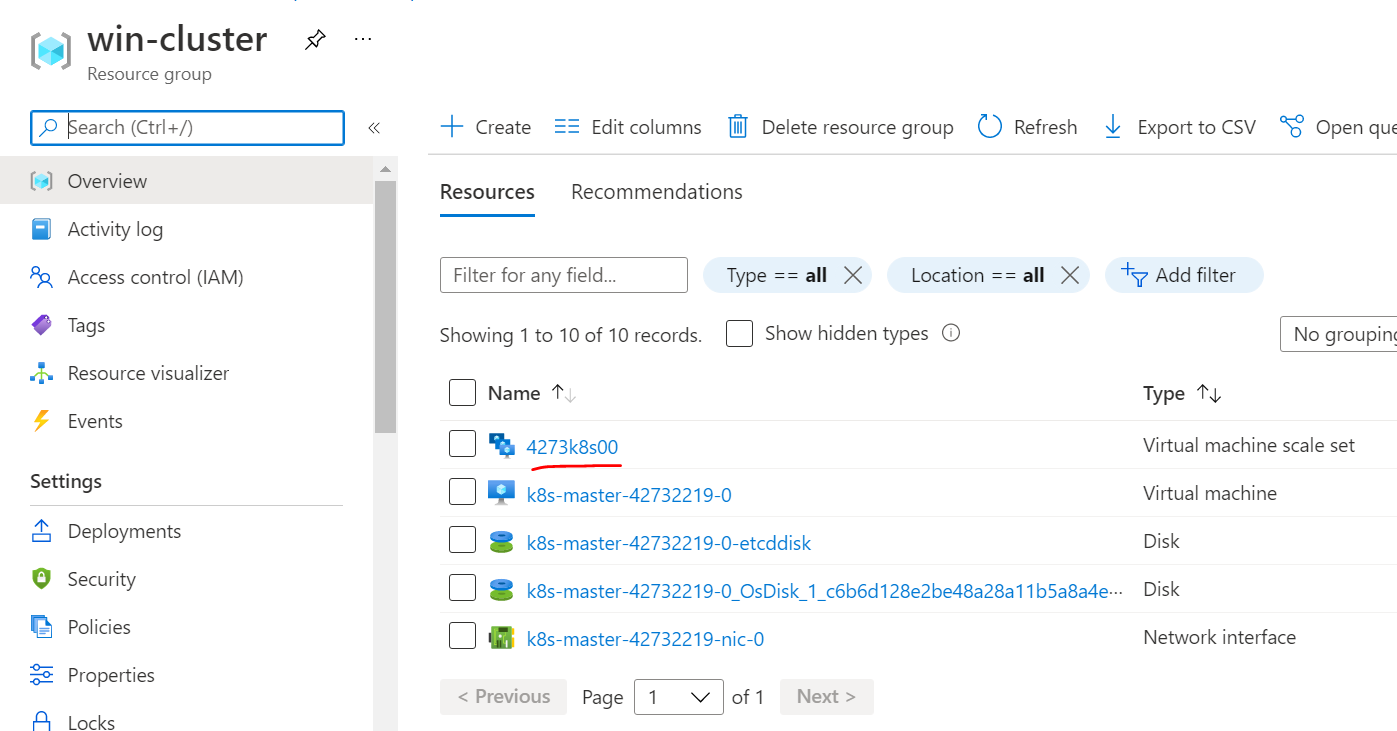 win-cluster
...
Resource group
Search (Ctrl+/)
«
Overview
Activity log
Access control (IAM)
Tags
Resource visualizer
Events
Settings
Deployments
Security
Policies
Properties
Locks
Create
Edit columns
Delete resource group
Refresh
Export to CSV
Open que
Resources
Recommendations
Filter for any field...
Type == all
Location == all
Add filter
Showing 1 to 10 of 10 records.
Show hidden types
No grouping
Name ↑↓
Type ↑↓
4273k8s00
Virtual machine scale set
k8s-master-42732219-0
Virtual machine
k8s-master-42732219-0-etcddisk
Disk
k8s-master-42732219-0_OsDisk_1_c6b6d128e2be48a28a11b5a8a4e...
Disk
k8s-master-42732219-nic-0
Network interface
< Previous
Page
1
of 1
Next >